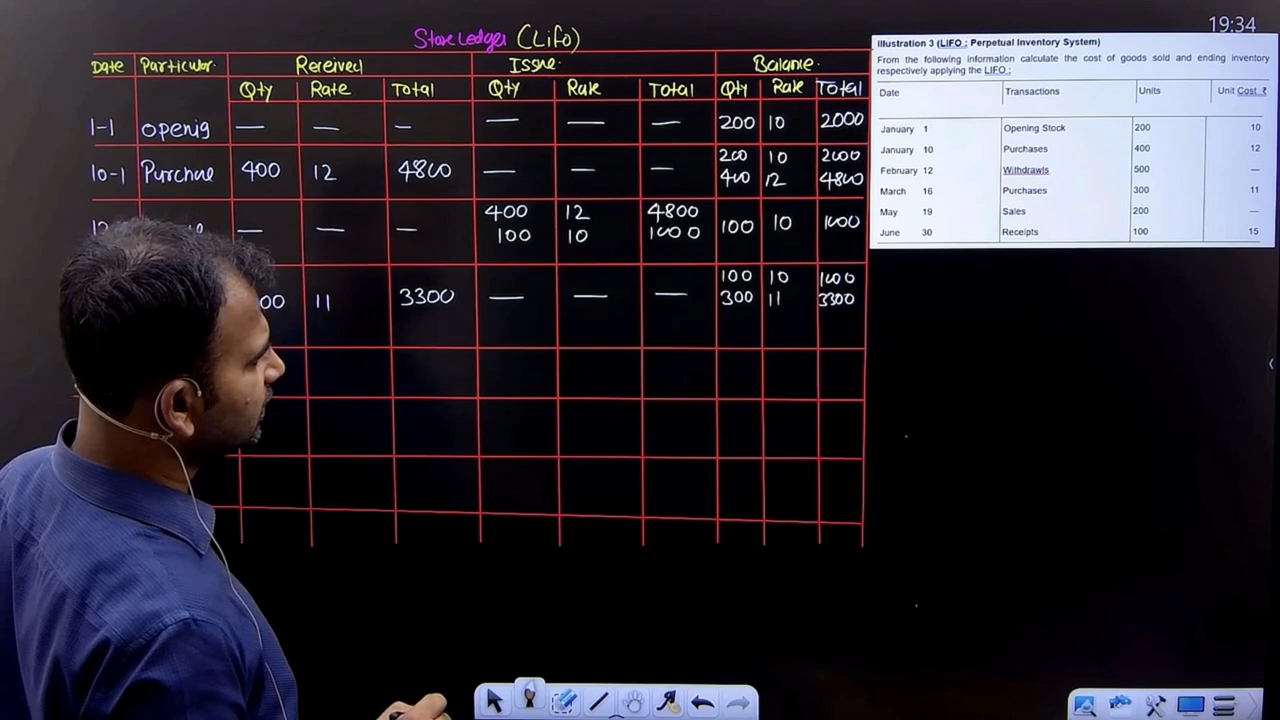 19:34
Store Ledger (Lifo)
Date Particular Received Issue Balance
Qty Rate Total Qty Rate Total Qty Rate Total
1-1 openig — — — — — — 200 10 2000
10-1 Purchae 400 12 4800 — — — 200 10 2000
400 12 4800
400 12 4800
— — — 100 10 1000 100 10 1000
100 10 1000
11 3300 — — — 300 11 3300
Illustration 3 (LIFO : Perpetual Inventory System)
From the following information calculate the cost of goods sold and ending inventory
respectively applying the LIFO :
Date Transactions Units Unit Cost ₹
January 1 Opening Stock 200 10
January 10 Purchases 400 12
February 12 Withdrawls 500 —
March 16 Purchases 300 11
May 19 Sales 200 —
June 30 Receipts 100 15